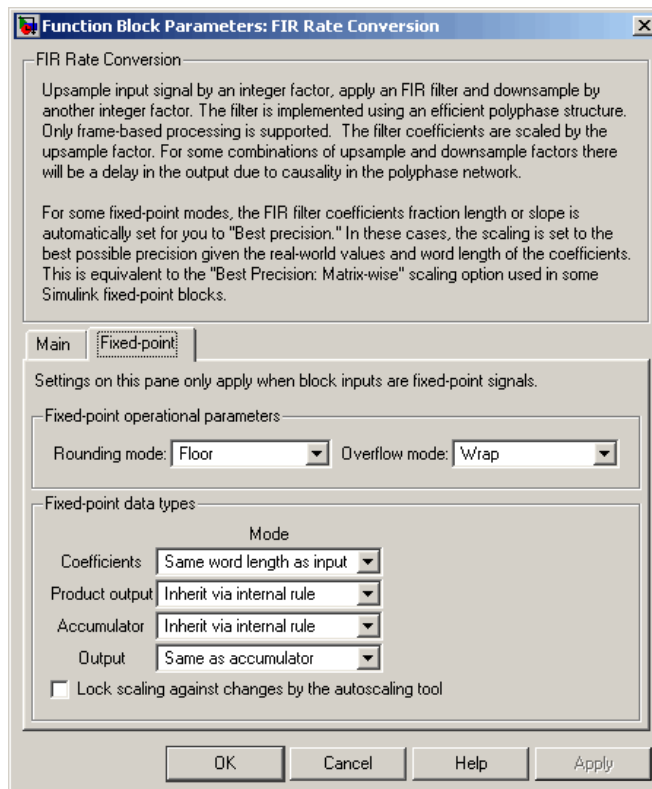 Function Block Parameters: FIR Rate Conversion
FIR Rate Conversion
Upsample input signal by an integer factor, apply an FIR filter and downsample by
another integer factor. The filter is implemented using an efficient polyphase structure.
Only frame-based processing is supported.  The filter coefficients are scaled by the
upsample factor. For some combinations of upsample and downsample factors there
will be a delay in the output due to causality in the polyphase network.
For some fixed-point modes, the FIR filter coefficients fraction length or slope is
automatically set for you to "Best precision." In these cases, the scaling is set to the
best possible precision given the real-world values and word length of the coefficients.
This is equivalent to the "Best Precision: Matrix-wise" scaling option used in some
Simulink fixed-point blocks.
Main Fixed-point
Settings on this pane only apply when block inputs are fixed-point signals.
Fixed-point operational parameters
Rounding mode: Floor Overflow mode: Wrap
Fixed-point data types
Mode
Coefficients Same word length as input
Product output Inherit via internal rule
Accumulator Inherit via internal rule
Output Same as accumulator
Lock scaling against changes by the autoscaling tool
OK Cancel Help Apply